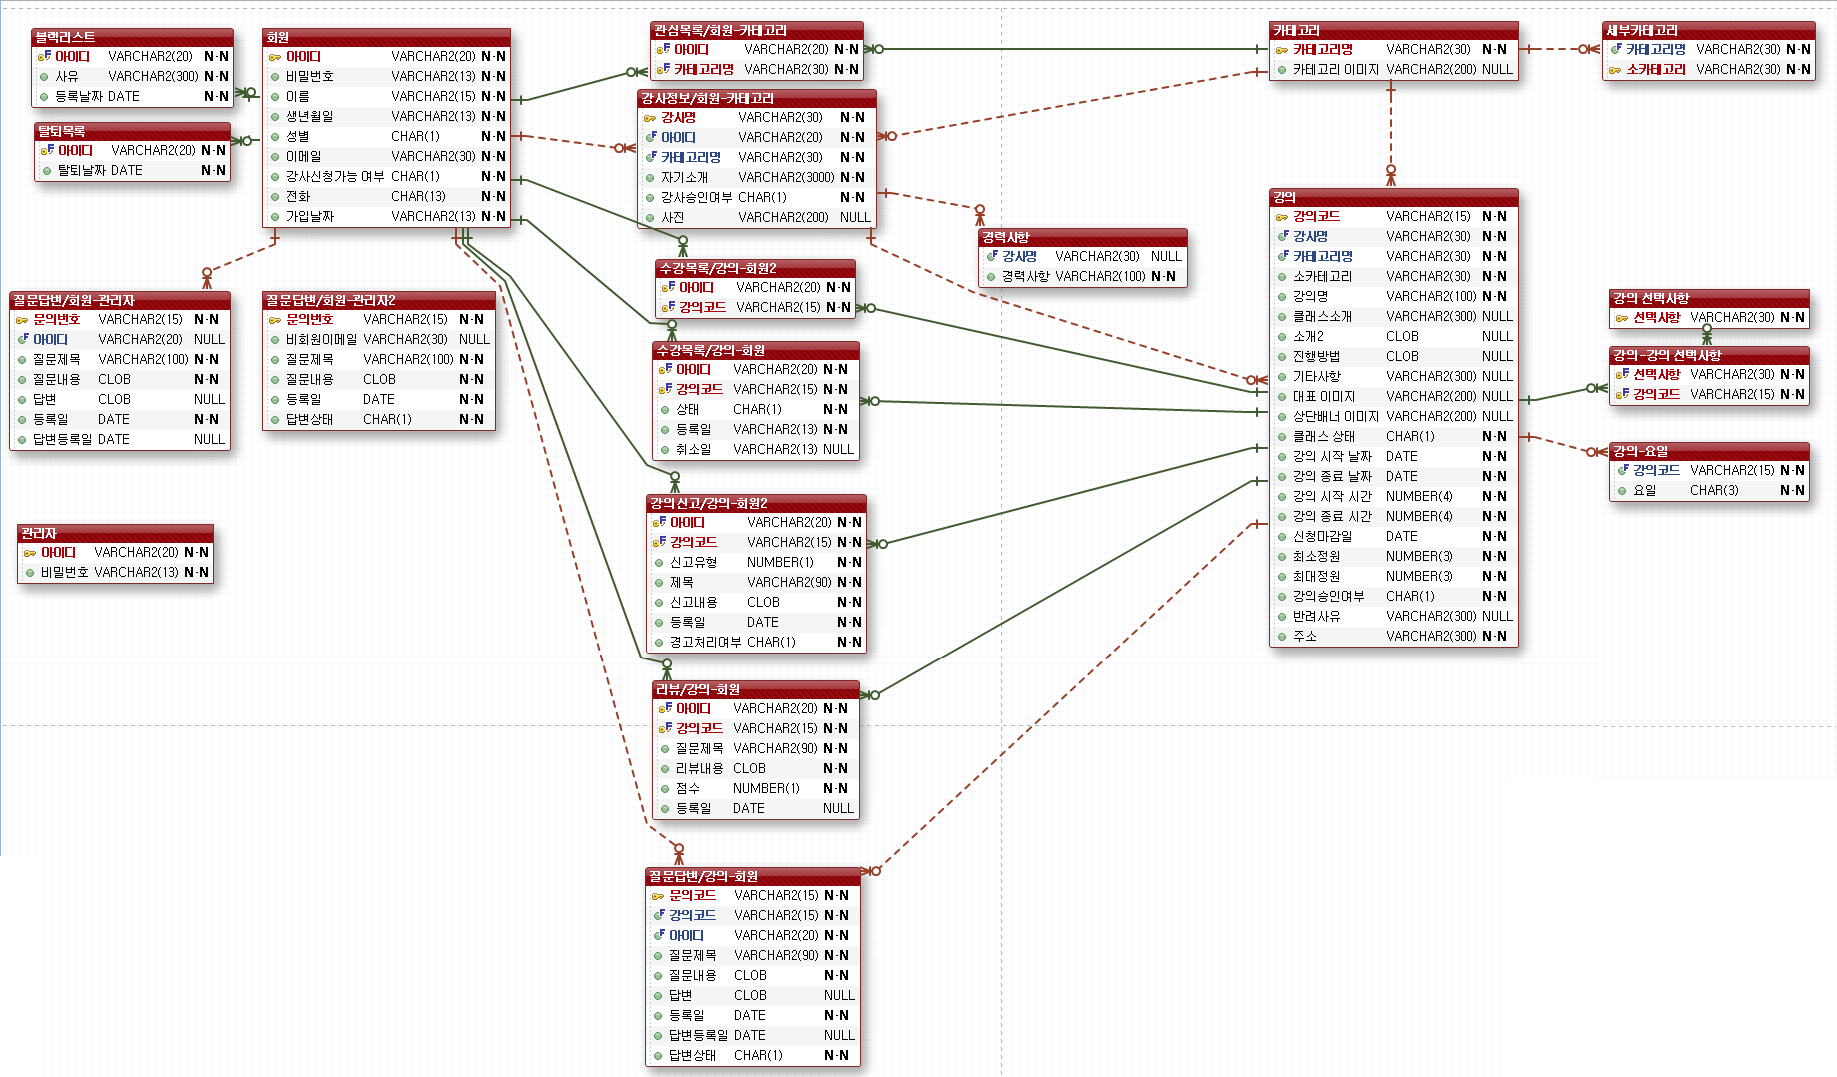 블랙리스트
아이디 VARCHAR2(20) N-N
사유 VARCHAR2(300) N-N
등록날짜 DATE N-N
탈퇴목록
아이디 VARCHAR2(20) N-N
탈퇴날짜 DATE N-N
회원
아이디 VARCHAR2(20) N-N
비밀번호 VARCHAR2(13) N-N
이름 VARCHAR2(15) N-N
생년월일 VARCHAR2(13) N-N
성별 CHAR(1) N-N
이메일 VARCHAR2(30) N-N
강사신청가능 여부 CHAR(1) N-N
전화 CHAR(13) N-N
가입날짜 VARCHAR2(13) N-N
관심목록/회원-카테고리
아이디 VARCHAR2(20) N-N
카테고리명 VARCHAR2(30) N-N
강사정보/회원-카테고리
강사명 VARCHAR2(30) N-N
아이디 VARCHAR2(20) N-N
카테고리명 VARCHAR2(30) N-N
자기소개 VARCHAR2(3000) N-N
강사승인여부 CHAR(1) N-N
사진 VARCHAR2(200) NULL
카테고리
카테고리명 VARCHAR2(30) N-N
카테고리 이미지 VARCHAR2(200) NULL
세부카테고리
카테고리명 VARCHAR2(30) N-N
소카테고리 VARCHAR2(30) N-N
경력사항
강사명 VARCHAR2(30) NULL
경력사항 VARCHAR2(100) N-N
강의
강의코드 VARCHAR2(15) N-N
강사명 VARCHAR2(30) N-N
카테고리명 VARCHAR2(30) N-N
소카테고리 VARCHAR2(30) N-N
강의명 VARCHAR2(100) N-N
클래스소개 VARCHAR2(300) NULL
소개2 CLOB NULL
진행방법 CLOB NULL
기타사항 VARCHAR2(300) NULL
대표 이미지 VARCHAR2(200) NULL
상단배너 이미지 VARCHAR2(200) NULL
클래스 상태 CHAR(1) N-N
강의 시작 날짜 DATE N-N
강의 종료 날짜 DATE N-N
강의 시작 시간 NUMBER(4) N-N
강의 종료 시간 NUMBER(4) N-N
신청마감일 DATE N-N
최소정원 NUMBER(3) N-N
최대정원 NUMBER(3) N-N
강의승인여부 CHAR(1) N-N
반려사유 VARCHAR2(300) NULL
주소 VARCHAR2(300) N-N
강의 선택사항
선택사항 VARCHAR2(30) N-N
강의-강의 선택사항
선택사항 VARCHAR2(30) N-N
강의코드 VARCHAR2(15) N-N
강의-요일
강의코드 VARCHAR2(15) N-N
요일 CHAR(3) N-N
질문답변/회원-관리자
문의번호 VARCHAR2(15) N-N
아이디 VARCHAR2(20) NULL
질문제목 VARCHAR2(100) N-N
질문내용 CLOB N-N
답변 CLOB NULL
등록일 DATE N-N
답변등록일 DATE NULL
질문답변/회원-관리자2
문의번호 VARCHAR2(15) N-N
비회원이메일 VARCHAR2(30) NULL
질문제목 VARCHAR2(100) N-N
질문내용 CLOB N-N
등록일 DATE N-N
답변상태 CHAR(1) N-N
관리자
아이디 VARCHAR2(20) N-N
비밀번호 VARCHAR2(13) N-N
수강목록/강의-회원2
아이디 VARCHAR2(20) N-N
강의코드 VARCHAR2(15) N-N
수강목록/강의-회원
아이디 VARCHAR2(20) N-N
강의코드 VARCHAR2(15) N-N
상태 CHAR(1) N-N
등록일 VARCHAR2(13) N-N
취소일 VARCHAR2(13) NULL
강의신고/강의-회원2
아이디 VARCHAR2(20) N-N
강의코드 VARCHAR2(15) N-N
신고유형 NUMBER(1) N-N
제목 VARCHAR2(90) N-N
신고내용 CLOB N-N
등록일 DATE N-N
경고처리여부 CHAR(1) N-N
리뷰/강의-회원
아이디 VARCHAR2(20) N-N
강의코드 VARCHAR2(15) N-N
질문제목 VARCHAR2(90) N-N
리뷰내용 CLOB N-N
점수 NUMBER(1) N-N
등록일 DATE NULL
질문답변/강의-회원
문의코드 VARCHAR2(15) N-N
강의코드 VARCHAR2(15) N-N
아이디 VARCHAR2(20) N-N
질문제목 VARCHAR2(90) N-N
질문내용 CLOB N-N
답변 CLOB NULL
등록일 DATE N-N
답변등록일 DATE NULL
답변상태 CHAR(1) N-N